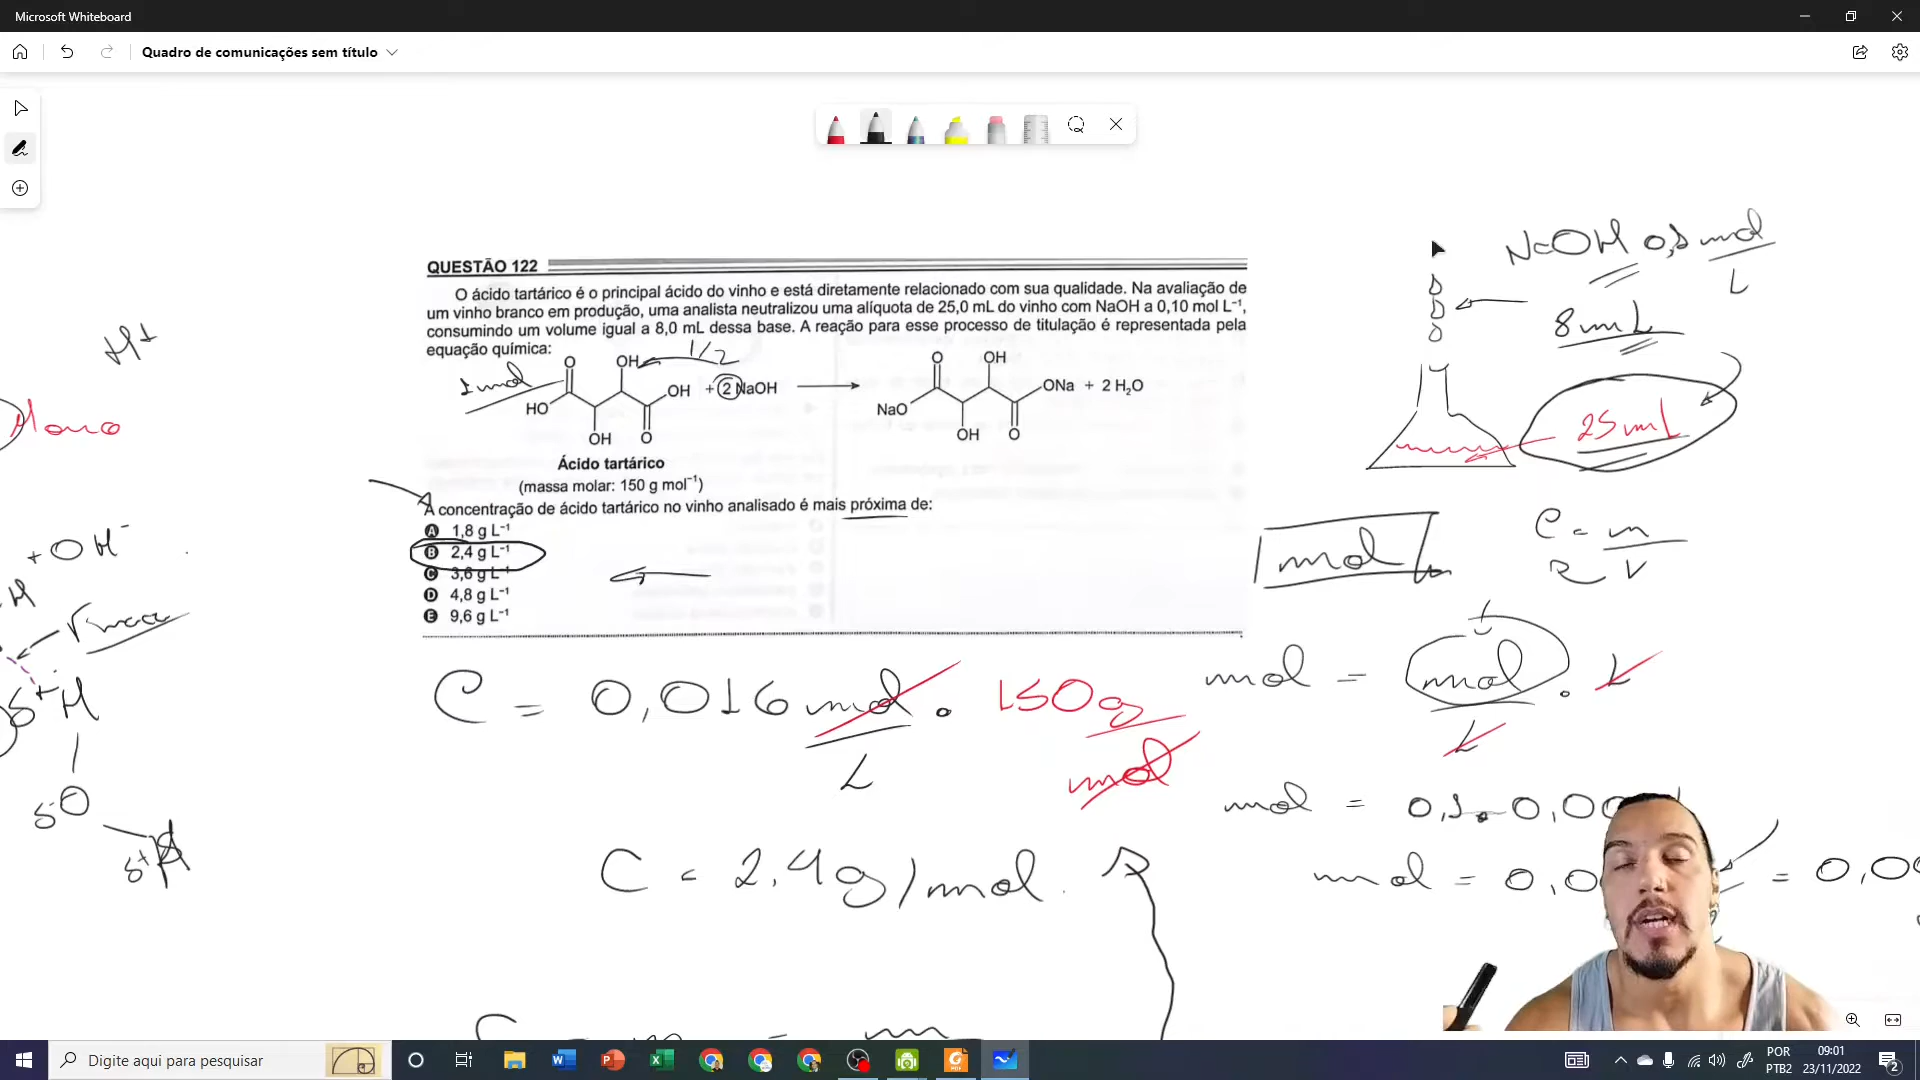 Microsoft Whiteboard
Quadro de comunicações sem título
NaOH 0,1 mol
L
8 mL
25 mL
H+
QUESTÃO 122
O ácido tartárico é o principal ácido do vinho e está diretamente relacionado com sua qualidade. Na avaliação de
um vinho branco em produção, uma analista neutralizou uma alíquota de 25,0 mL do vinho com NaOH a 0,10 mol L⁻¹,
consumindo um volume igual a 8,0 mL dessa base. A reação para esse processo de titulação é representada pela
equação química:
1/2
1 mol
O OH
OH + 2 NaOH
HO
OH O
O OH
ONa + 2 H₂O
NaO
OH O
Ácido tartárico
(massa molar: 150 g mol⁻¹)
A concentração de ácido tartárico no vinho analisado é mais próxima de:
A 1,8 g L⁻¹
B 2,4 g L⁻¹
C 3,6 g L⁻¹
D 4,8 g L⁻¹
E 9,6 g L⁻¹
+ OH⁻
H
δ+ H
δ- O
δ+
mol
C = m
V
mol = mol . L
L
C = 0,016 mol . 150 g
L mol
mol = 0,1 . 0,00
C = 2,4 g/mol
mol = 0,0
= 0,00
C = m = m
Digite aqui para pesquisar
POR
PTB2
09:01
23/11/2022
2